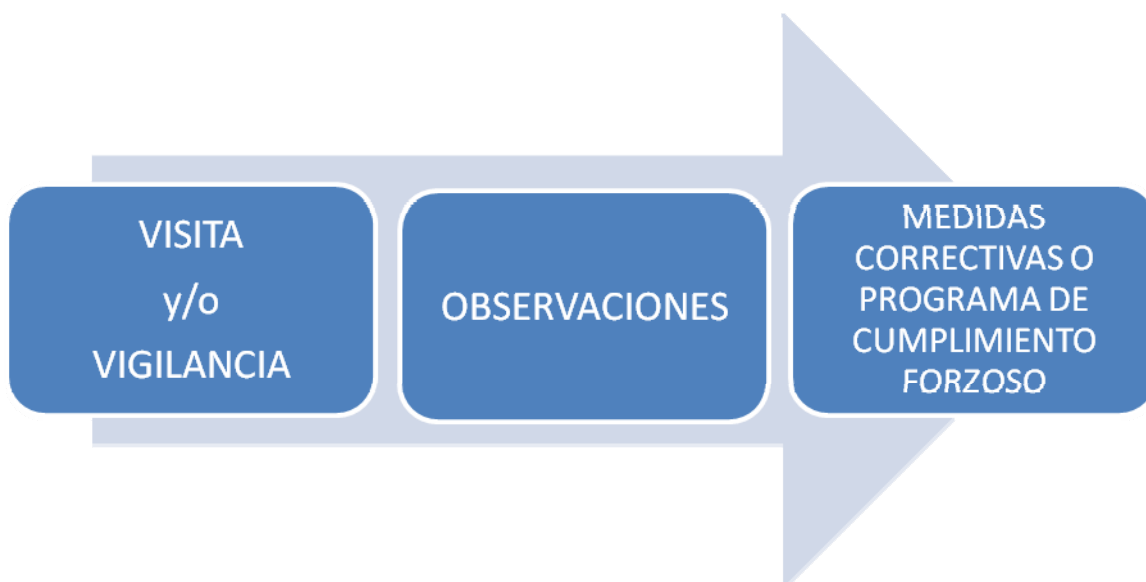 VISITA
y/o
VIGILANCIA
OBSERVACIONES
MEDIDAS
CORRECTIVAS O
PROGRAMA DE
CUMPLIMIENTO
FORZOSO